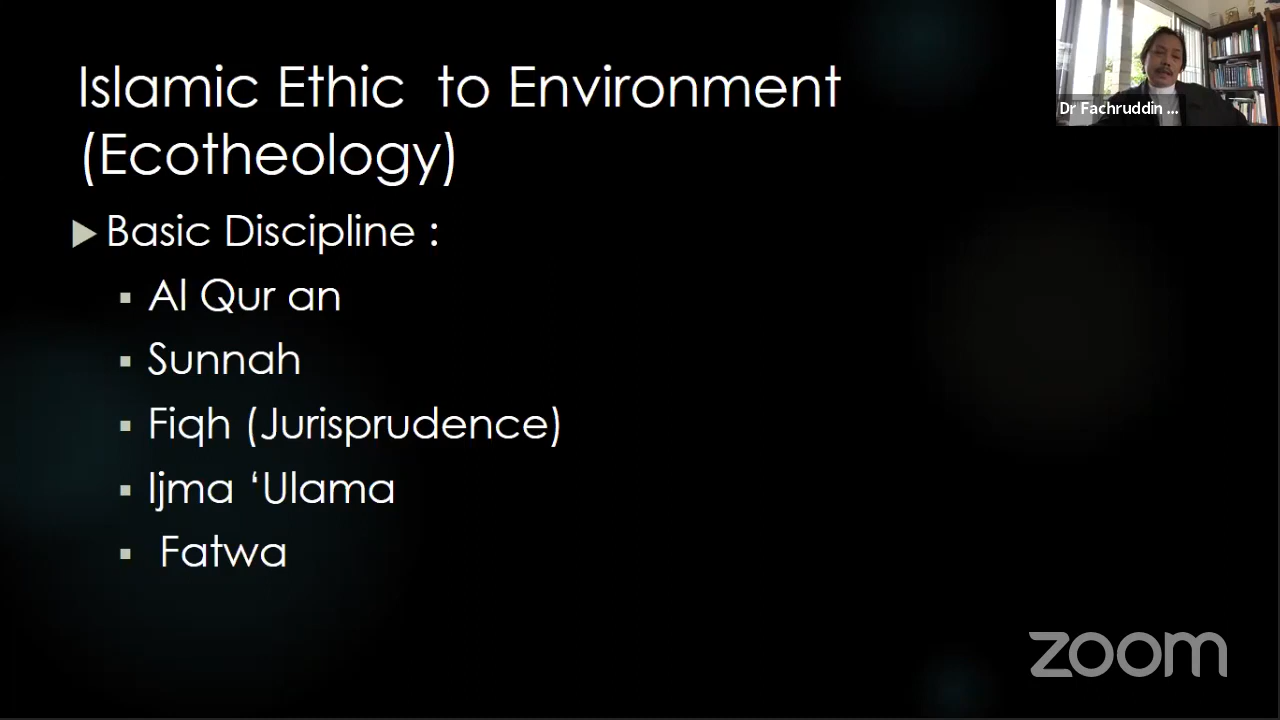 Islamic Ethic to Environment
(Ecotheology)
Basic Discipline :
Al Qur an
Sunnah
Fiqh (Jurisprudence)
Ijma ‘Ulama
Fatwa
Dr Fachruddin ...
zoom